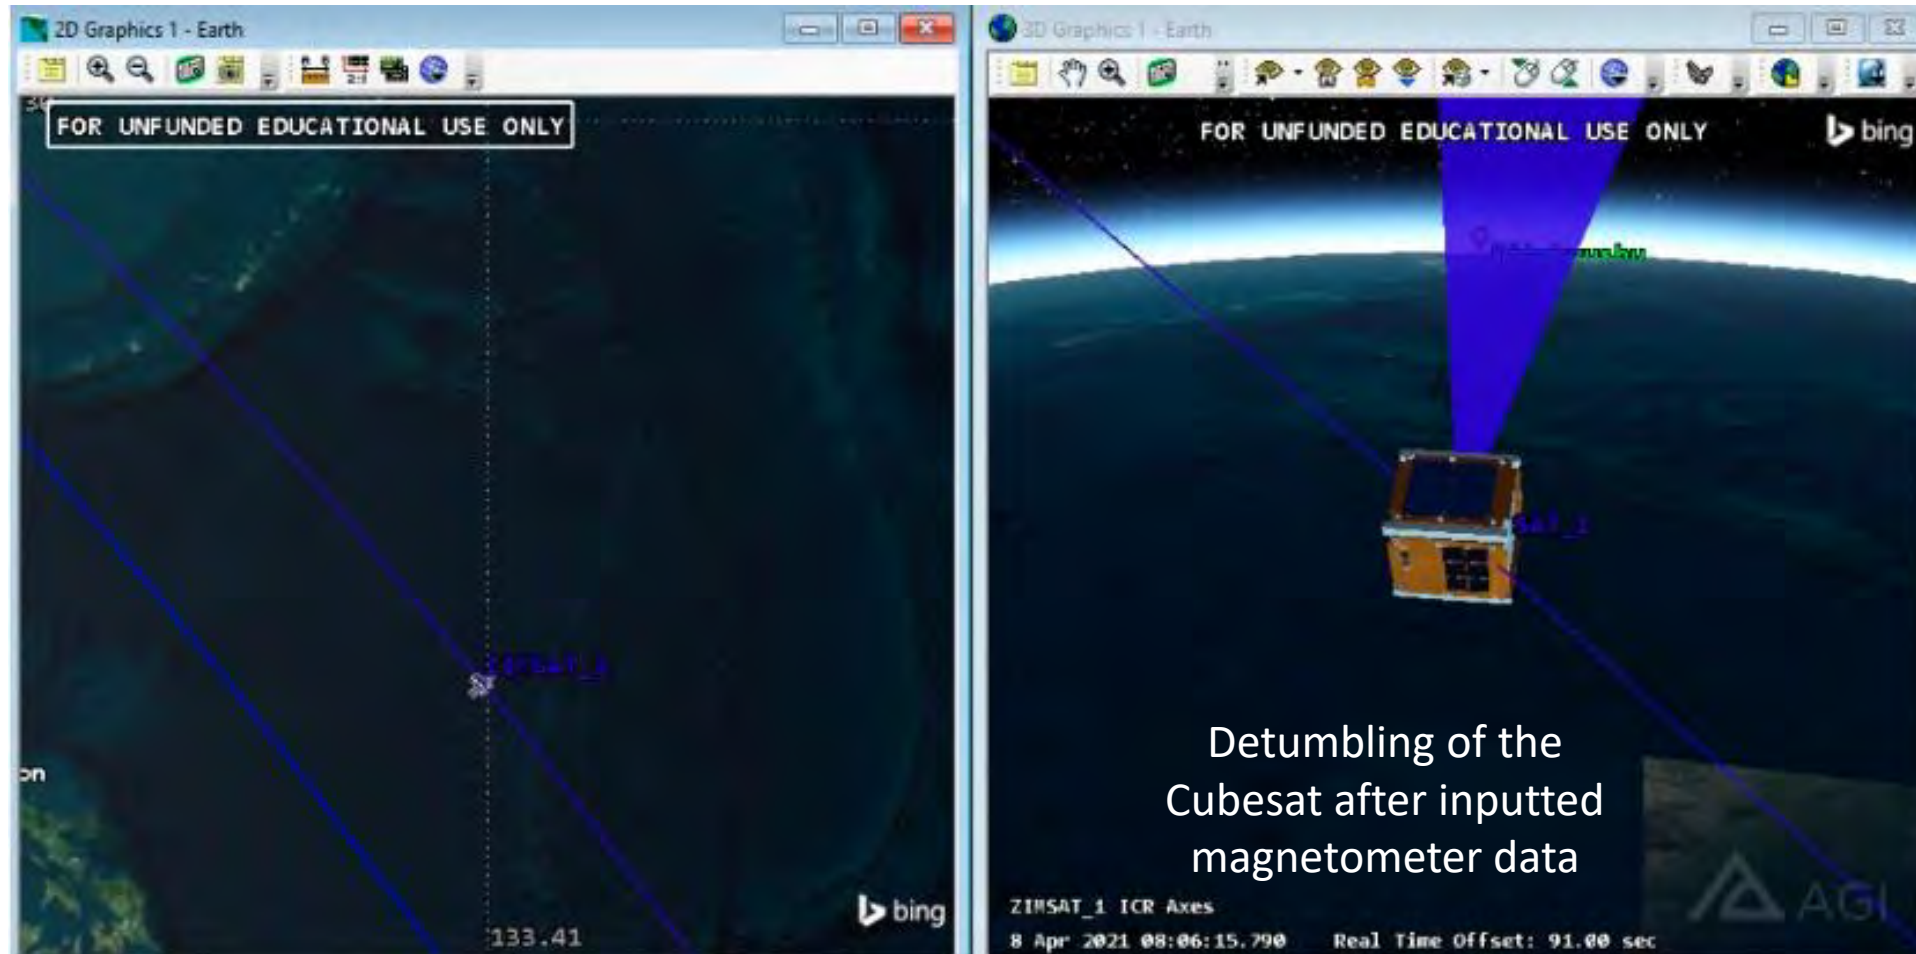 2D Graphics 1 - Earth
FOR UNFUNDED EDUCATIONAL USE ONLY
on
bing
133.41
3D Graphics 1 - Earth
FOR UNFUNDED EDUCATIONAL USE ONLY
bing
SAT_1
Detumbling of the
Cubesat after inputted
magnetometer data
AGI
ZIMSAT_1 ICR Axes
8 Apr 2021 08:06:15.790 Real Time Offset: 91.00 sec